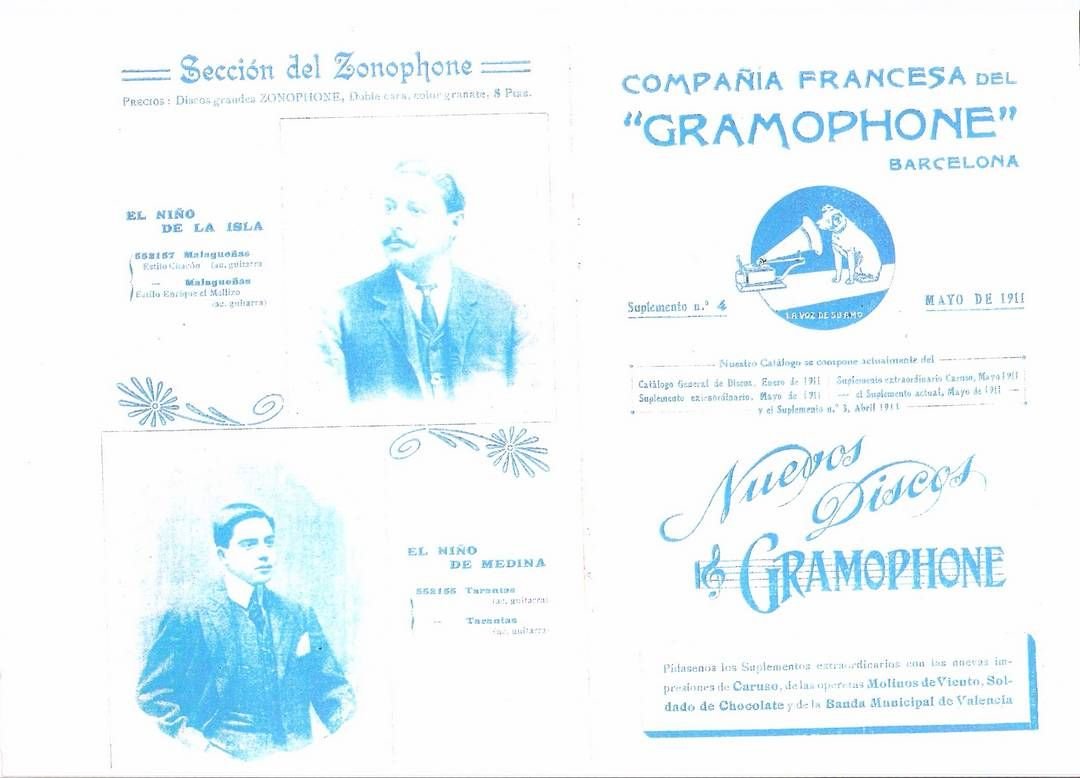 Sección del Zonophone
PRECIOS: Discos grandes ZONOPHONE, Doble cara, color granate, 8 Ptas.
EL NIÑO
DE LA ISLA
552157 Malagueñas
Estilo Chacón (ac. guitarra
— Malagueñas
Estilo Enrique el Mellizo
(ac. guitarra)
EL NIÑO
DE MEDINA
552155 Tarantas
(ac. guitarra)
— Tarantas
(ac. guitarra)
COMPAÑÍA FRANCESA DEL
“GRAMOPHONE”
BARCELONA
LA VOZ DE SU AMO
Suplemento n.° 4
MAYO DE 1911
Nuestro Catálogo se compone actualmente del
Catálogo General de Discos, Enero de 1911
Suplemento extraordinario, Mayo de 1911
Suplemento extraordinario Caruso, Mayo 1911
— el Suplemento actual, Mayo de 1911 —
y el Suplemento n.° 3, Abril 1911
Nuevos
Discos
GRAMOPHONE
Pídasenos los Suplementos extraordinarios con las nuevas im-
presiones de Caruso, de las operetas Molinos de Viento, Sol-
dado de Chocolate y de la Banda Municipal de Valencia